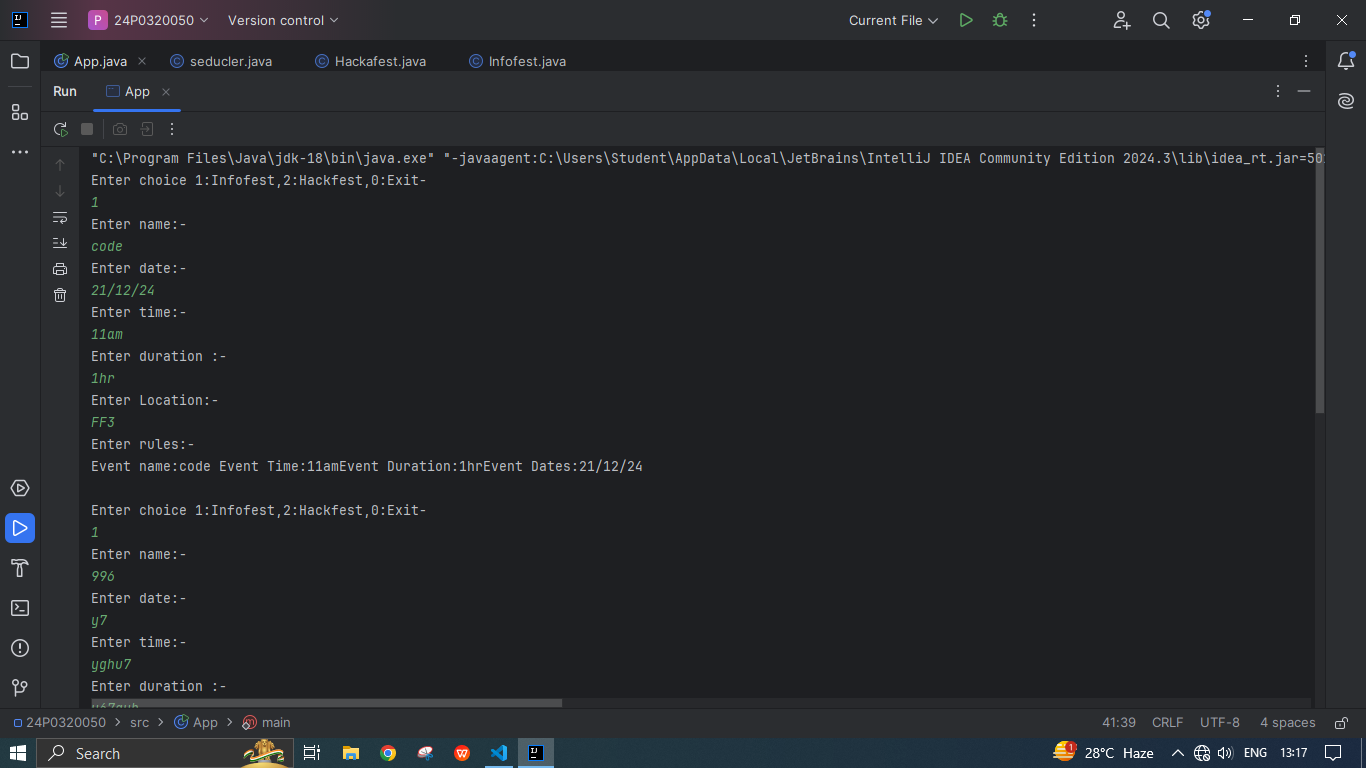 P 24P0320050 Version control Current File
App.java seducler.java Hackafest.java Infofest.java
Run App
"C:\Program Files\Java\jdk-18\bin\java.exe" "-javaagent:C:\Users\Student\AppData\Local\JetBrains\IntelliJ IDEA Community Edition 2024.3\lib\idea_rt.jar=50
Enter choice 1:Infofest,2:Hackfest,0:Exit-
1
Enter name:-
code
Enter date:-
21/12/24
Enter time:-
11am
Enter duration :-
1hr
Enter Location:-
FF3
Enter rules:-
Event name:code Event Time:11amEvent Duration:1hrEvent Dates:21/12/24
Enter choice 1:Infofest,2:Hackfest,0:Exit-
1
Enter name:-
996
Enter date:-
y7
Enter time:-
yghu7
Enter duration :-
24P0320050 > src > App > main 41:39 CRLF UTF-8 4 spaces
Search 1 28°C Haze ENG 13:17